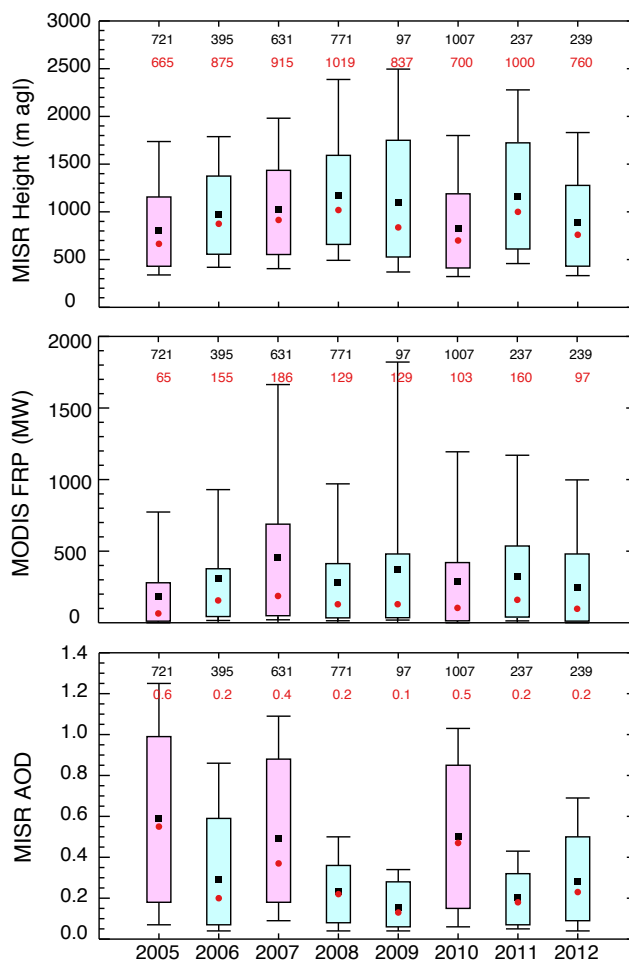 3000
2500
2000
1500
1000
500
0
MISR Height (m agl)
721 395 631 771 97 1007 237 239
665 875 915 1019 837 700 1000 760
2000
1500
1000
500
0
MODIS FRP (MW)
721 395 631 771 97 1007 237 239
65 155 186 129 129 103 160 97
1.4
1.2
1.0
0.8
0.6
0.4
0.2
0.0
MISR AOD
721 395 631 771 97 1007 237 239
0.6 0.2 0.4 0.2 0.1 0.5 0.2 0.2
2005 2006 2007 2008 2009 2010 2011 2012